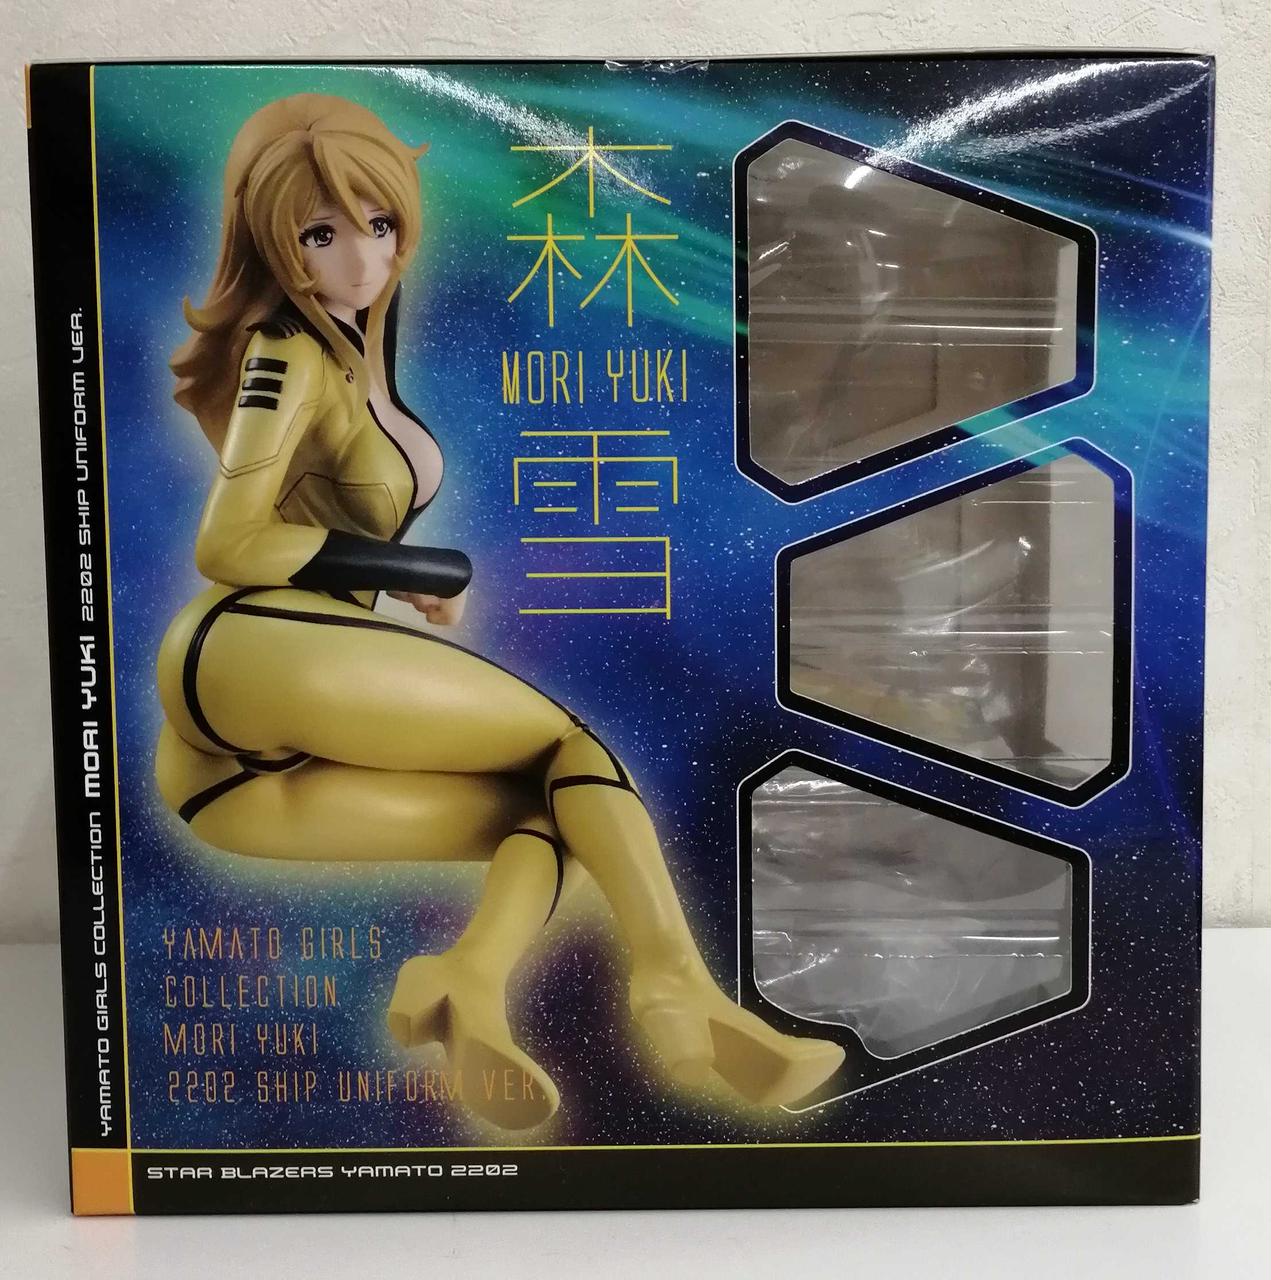 森
MORI YUKI
雪
YAMATO GIRLS
COLLECTION
MORI YUKI
2202 SHIP UNIFORM VER.
YAMATO GIRLS COLLECTION MORI YUKI 2202 SHIP UNIFORM VER.
STAR BLAZERS YAMATO 2202